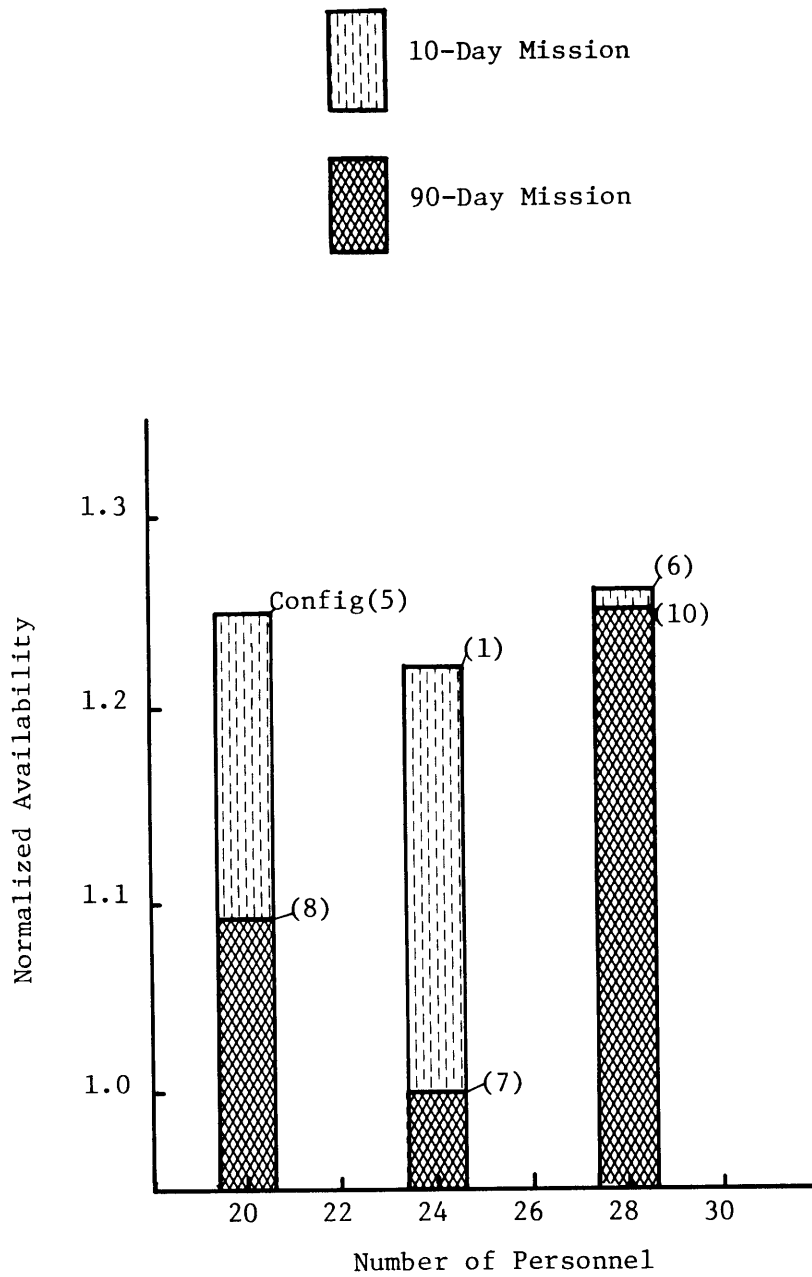 10-Day Mission
90-Day Mission
Normalized Availability
1.3
1.2
1.1
1.0
Config(5)
(8)
(1)
(7)
(6)
(10)
20 22 24 26 28 30
Number of Personnel